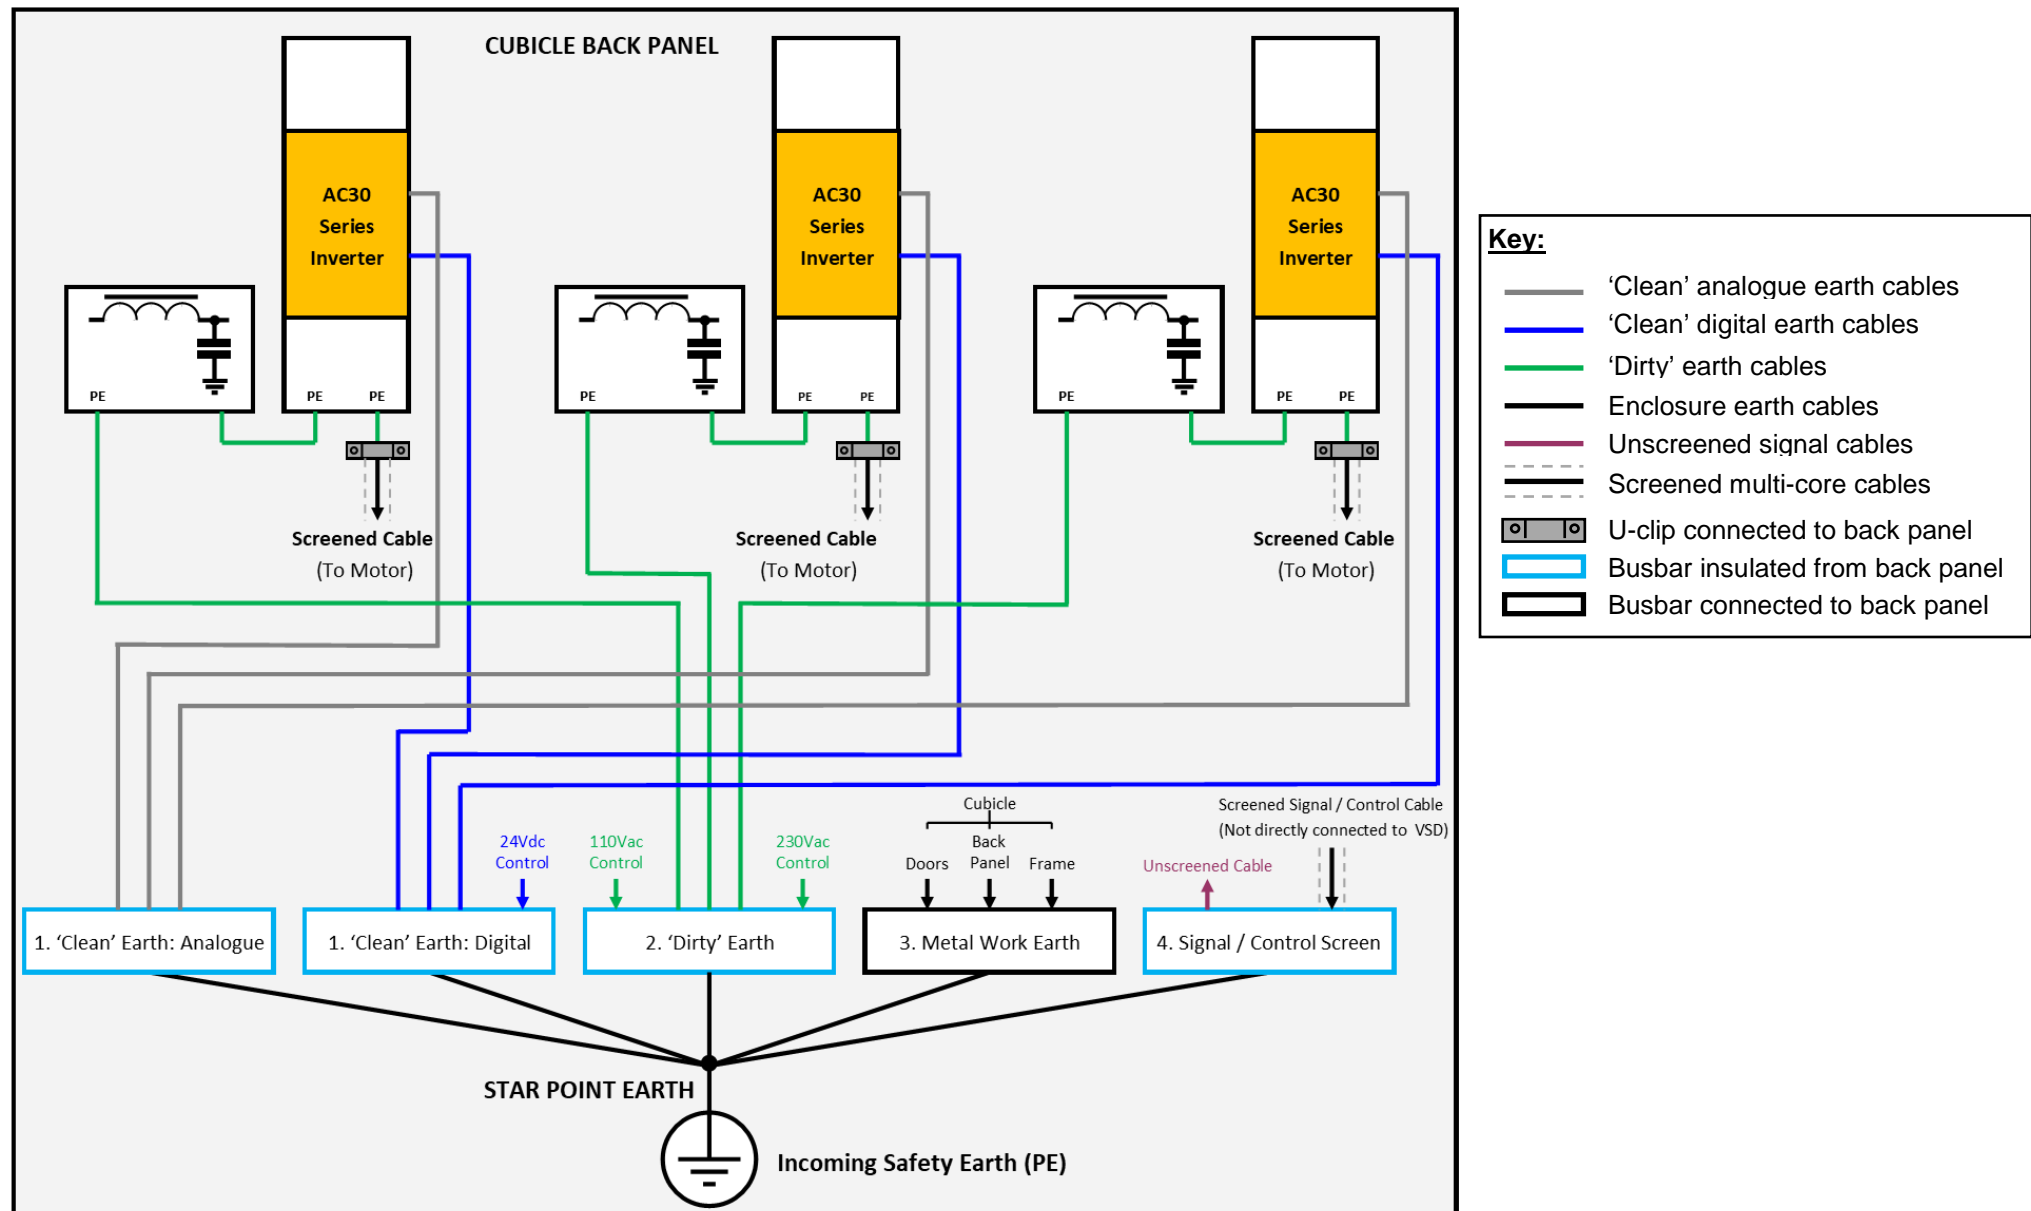 CUBICLE BACK PANEL
AC30
Series
Inverter
AC30
Series
Inverter
AC30
Series
Inverter
PE
PE
PE
PE
PE
PE
PE
PE
PE
Screened Cable
(To Motor)
Screened Cable
(To Motor)
Screened Cable
(To Motor)
24Vdc
Control
110Vac
Control
230Vac
Control
Cubicle
Doors
Back
Panel
Frame
Screened Signal / Control Cable
(Not directly connected to VSD)
Unscreened Cable
1. ‘Clean’ Earth: Analogue
1. ‘Clean’ Earth: Digital
2. ‘Dirty’ Earth
3. Metal Work Earth
4. Signal / Control Screen
STAR POINT EARTH
Incoming Safety Earth (PE)
Key:
‘Clean’ analogue earth cables
‘Clean’ digital earth cables
‘Dirty’ earth cables
Enclosure earth cables
Unscreened signal cables
Screened multi-core cables
U-clip connected to back panel
Busbar insulated from back panel
Busbar connected to back panel